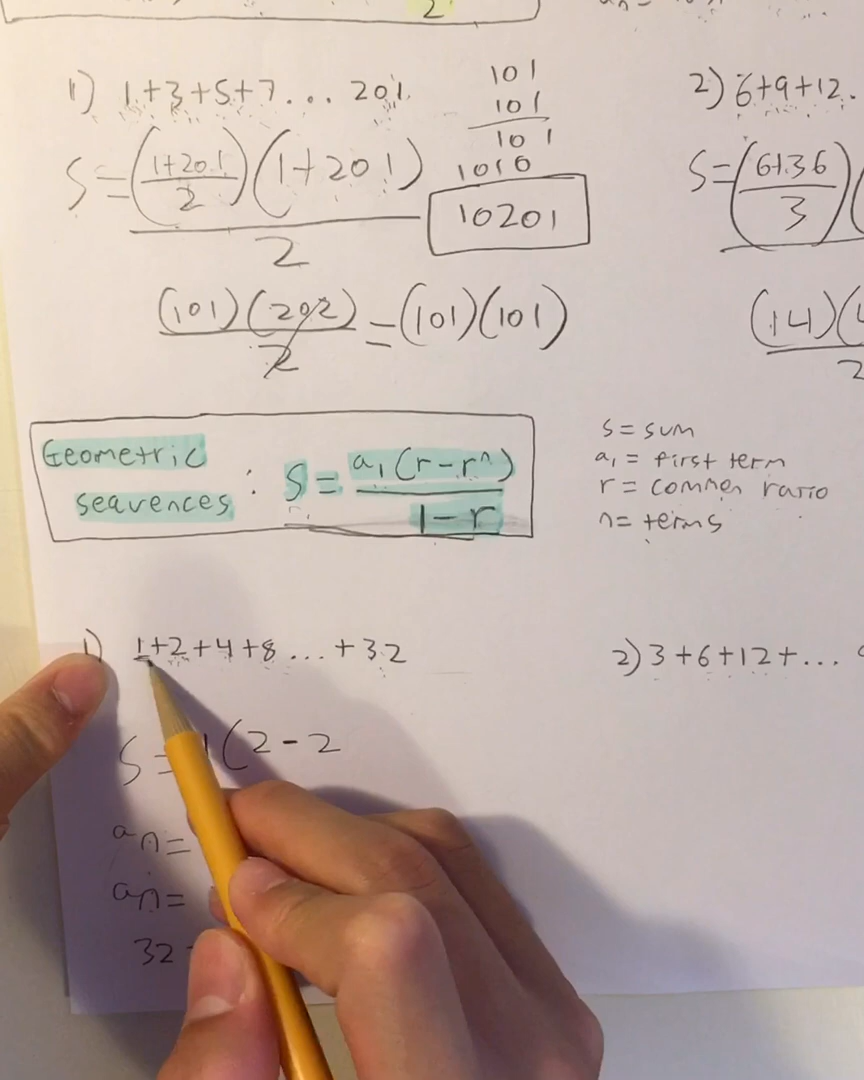 2
1) 1+3+5+7... 201
S=((1+201)/2)(1+201)
2
101
101
101
1010
10201
(101)(202)/2=(101)(101)
2) 6+9+12.
S=((6+36)/3)(
(14)(
2
Geometric
seavences : S= a₁(r-rⁿ)/1-r
s = sum
a₁ = first term
r = common ratio
n= terms
1) 1+2+4+8...+32
S=1(2-2
an=
an=
32
2) 3+6+12+...